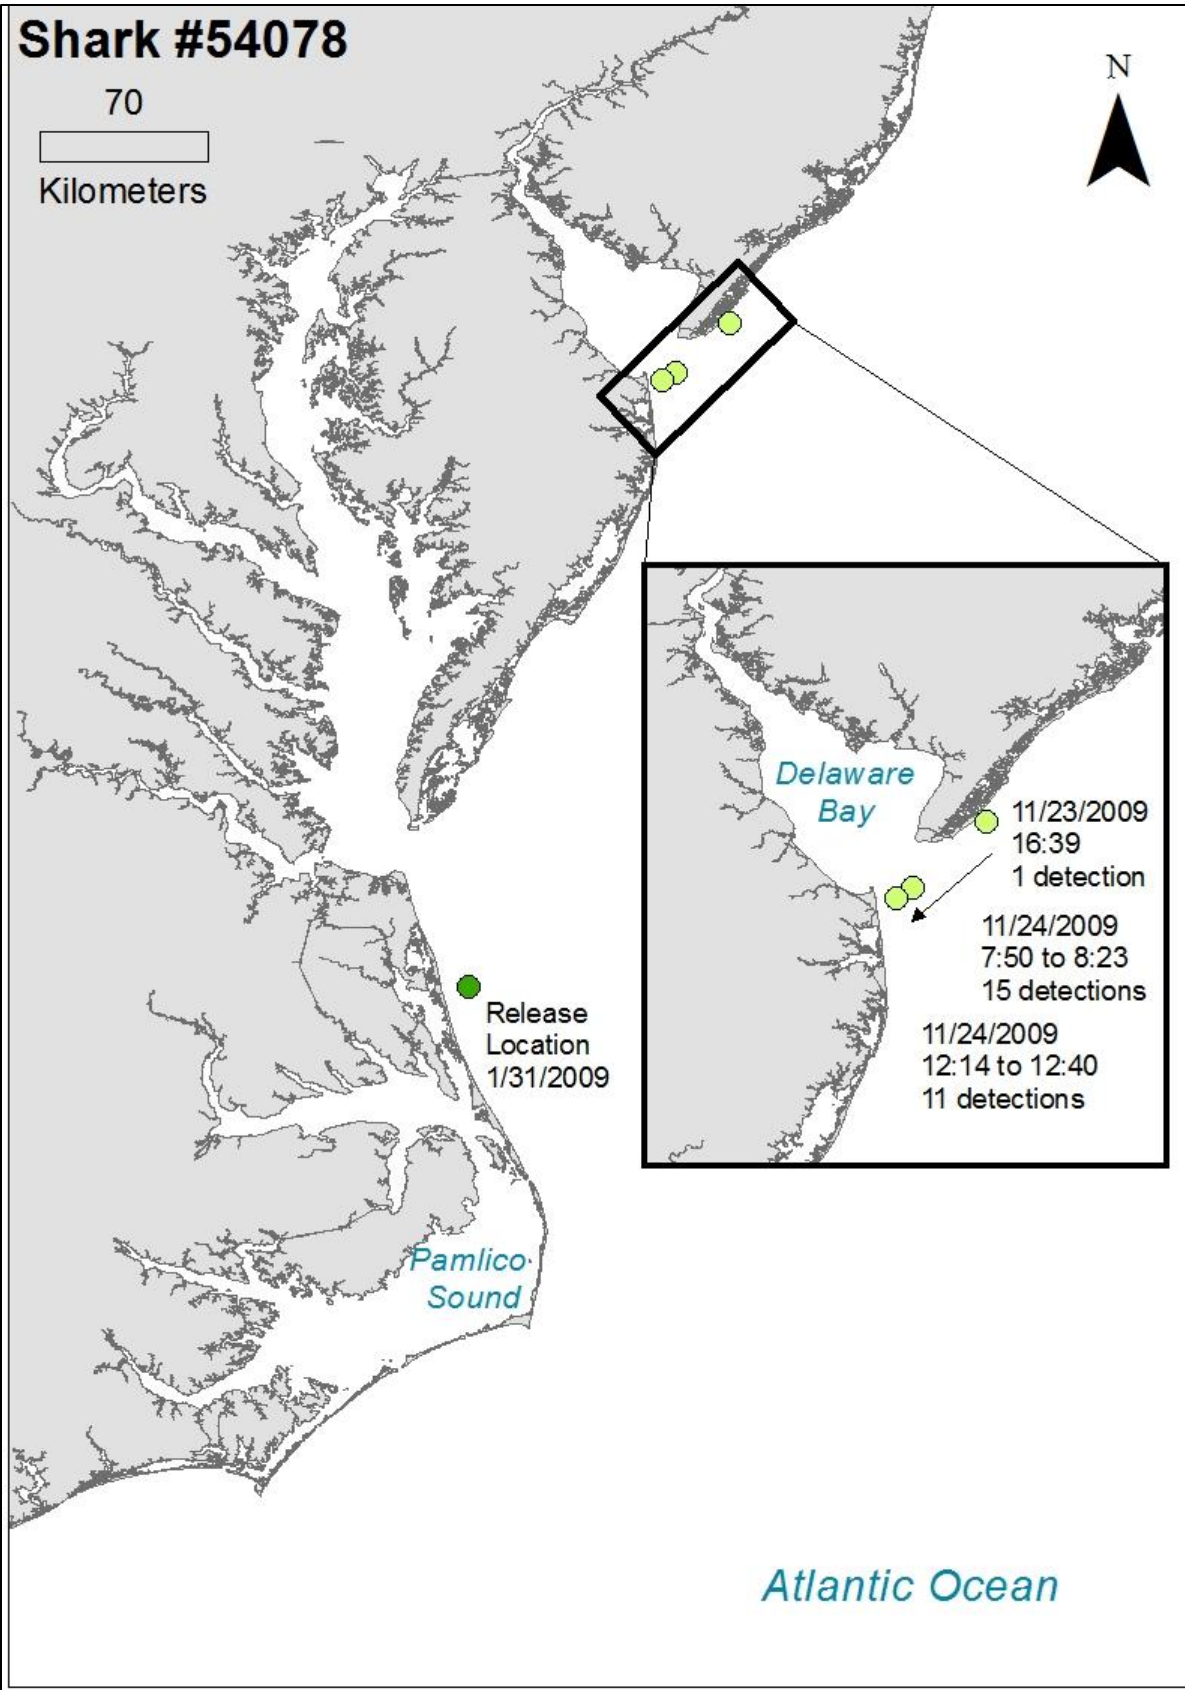 Shark #54078
70
Kilometers
N
Delaware
Bay
11/23/2009
16:39
1 detection
11/24/2009
7:50 to 8:23
15 detections
11/24/2009
12:14 to 12:40
11 detections
Release
Location
1/31/2009
Pamlico
Sound
Atlantic Ocean